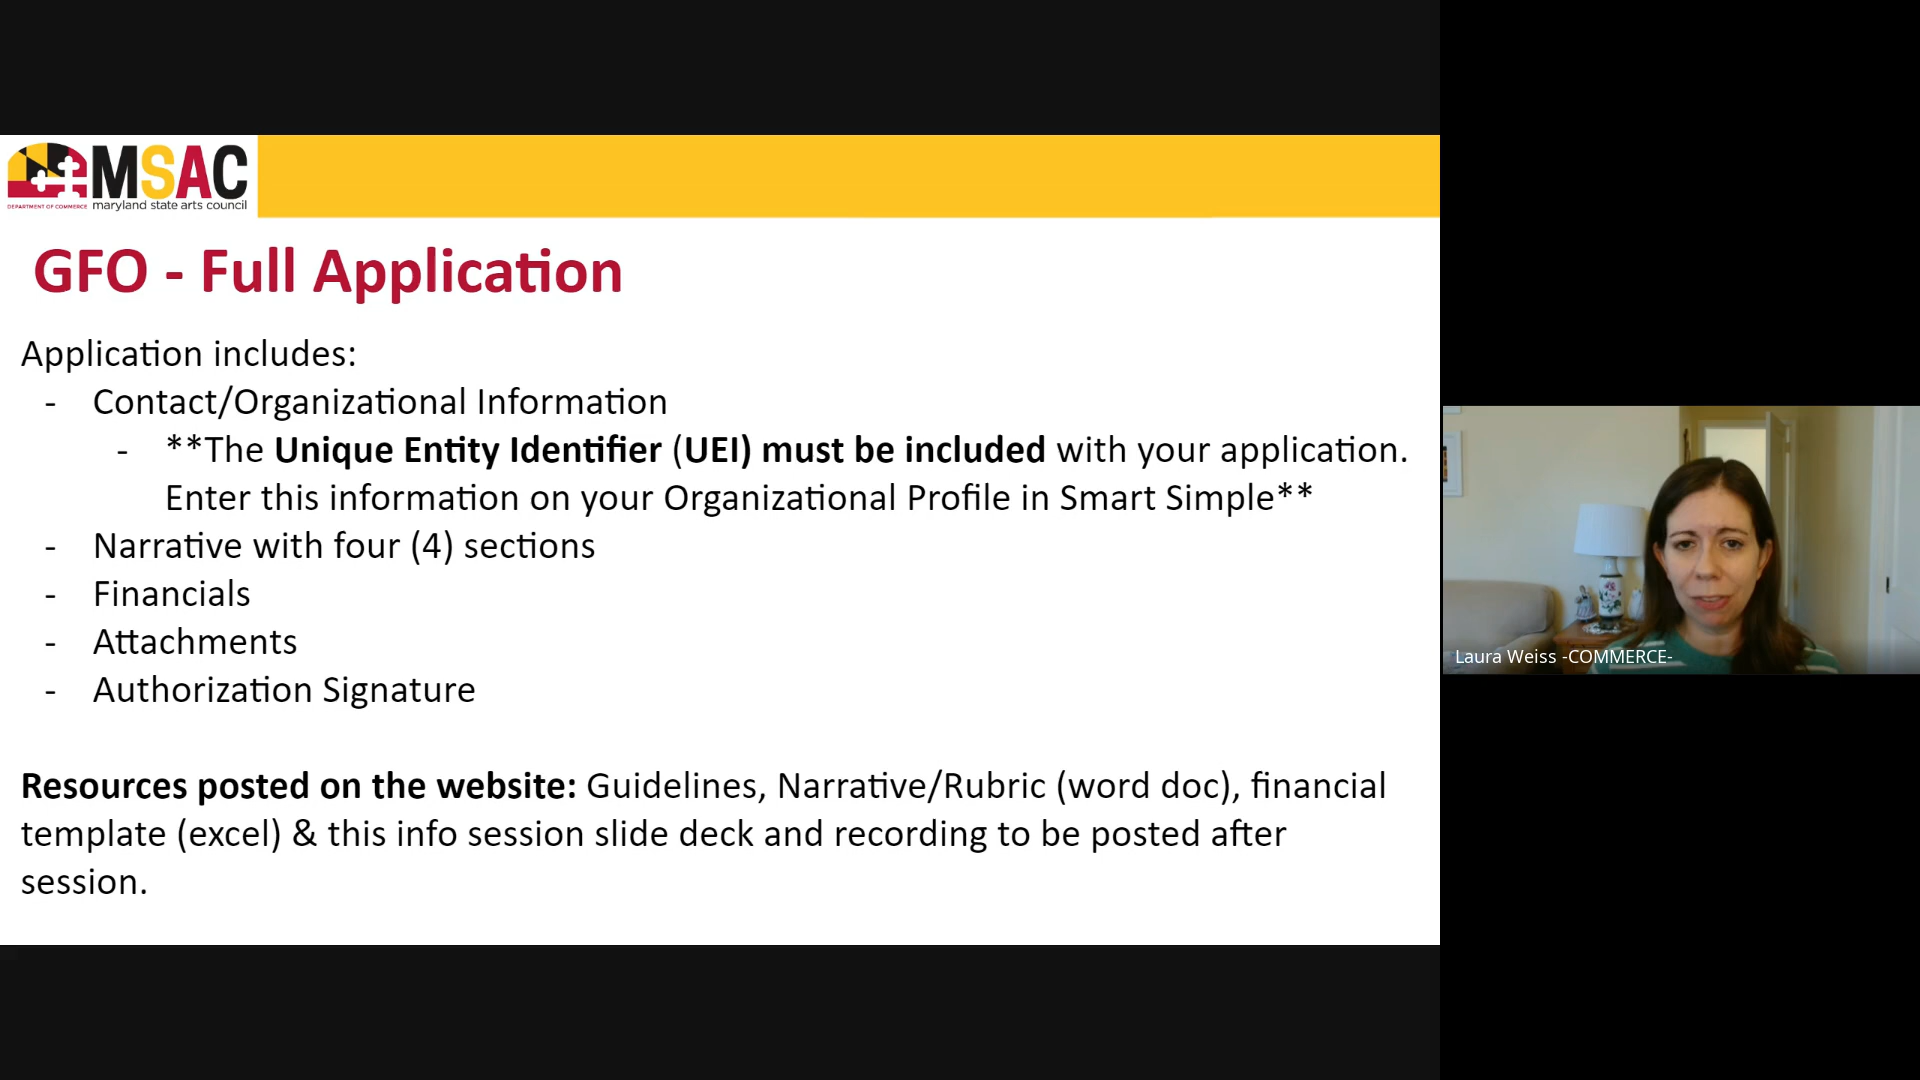 MSAC
DEPARTMENT OF COMMERCE maryland state arts council
GFO - Full Application
Application includes:
- Contact/Organizational Information
- **The Unique Entity Identifier (UEI) must be included with your application.
Enter this information on your Organizational Profile in Smart Simple**
- Narrative with four (4) sections
- Financials
- Attachments
- Authorization Signature
Resources posted on the website: Guidelines, Narrative/Rubric (word doc), financial
template (excel) & this info session slide deck and recording to be posted after
session.
Laura Weiss -COMMERCE-